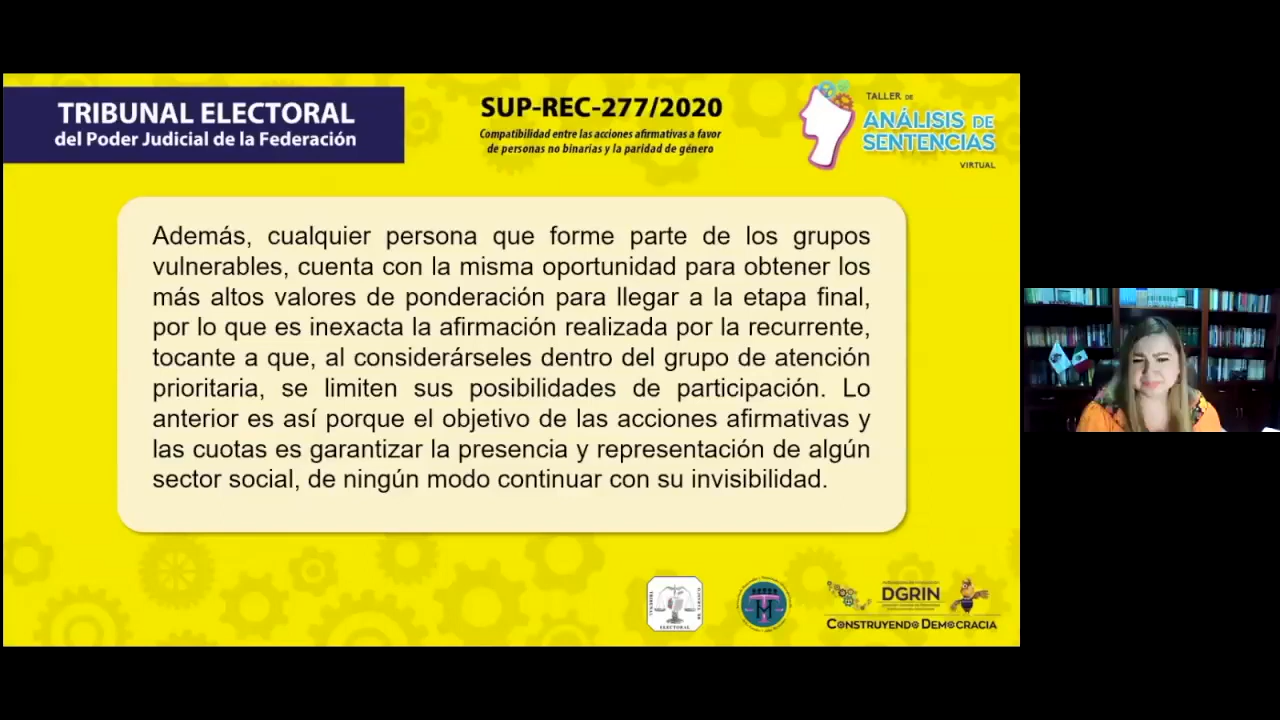 TRIBUNAL ELECTORAL
del Poder Judicial de la Federación
SUP-REC-277/2020
Compatibilidad entre las acciones afirmativas a favor
de personas no binarias y la paridad de género
TALLER DE
ANÁLISIS DE
SENTENCIAS
VIRTUAL
Además, cualquier persona que forme parte de los grupos
vulnerables, cuenta con la misma oportunidad para obtener los
más altos valores de ponderación para llegar a la etapa final,
por lo que es inexacta la afirmación realizada por la recurrente,
tocante a que, al considerárseles dentro del grupo de atención
prioritaria, se limiten sus posibilidades de participación. Lo
anterior es así porque el objetivo de las acciones afirmativas y
las cuotas es garantizar la presencia y representación de algún
sector social, de ningún modo continuar con su invisibilidad.
TRIBUNAL
ELECTORAL
DE TABASCO
DGRIN
CONSTRUYENDO DEMOCRACIA